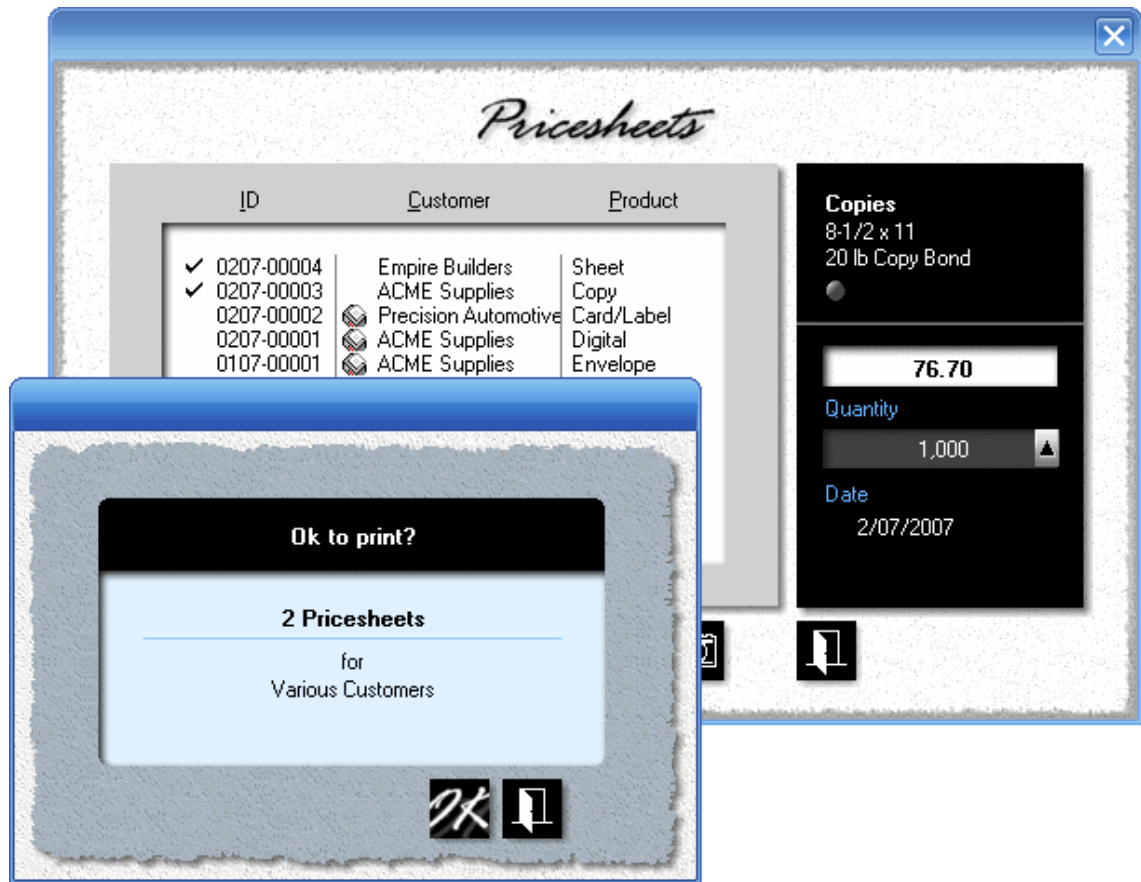 Pricesheets
ID Customer Product
0207-00004 Empire Builders Sheet
0207-00003 ACME Supplies Copy
0207-00002 Precision Automotive Card/Label
0207-00001 ACME Supplies Digital
0107-00001 ACME Supplies Envelope
Copies
8-1/2 x 11
20 lb Copy Bond
76.70
Quantity
1,000
Date
2/07/2007
Ok to print?
2 Pricesheets
for
Various Customers
OK